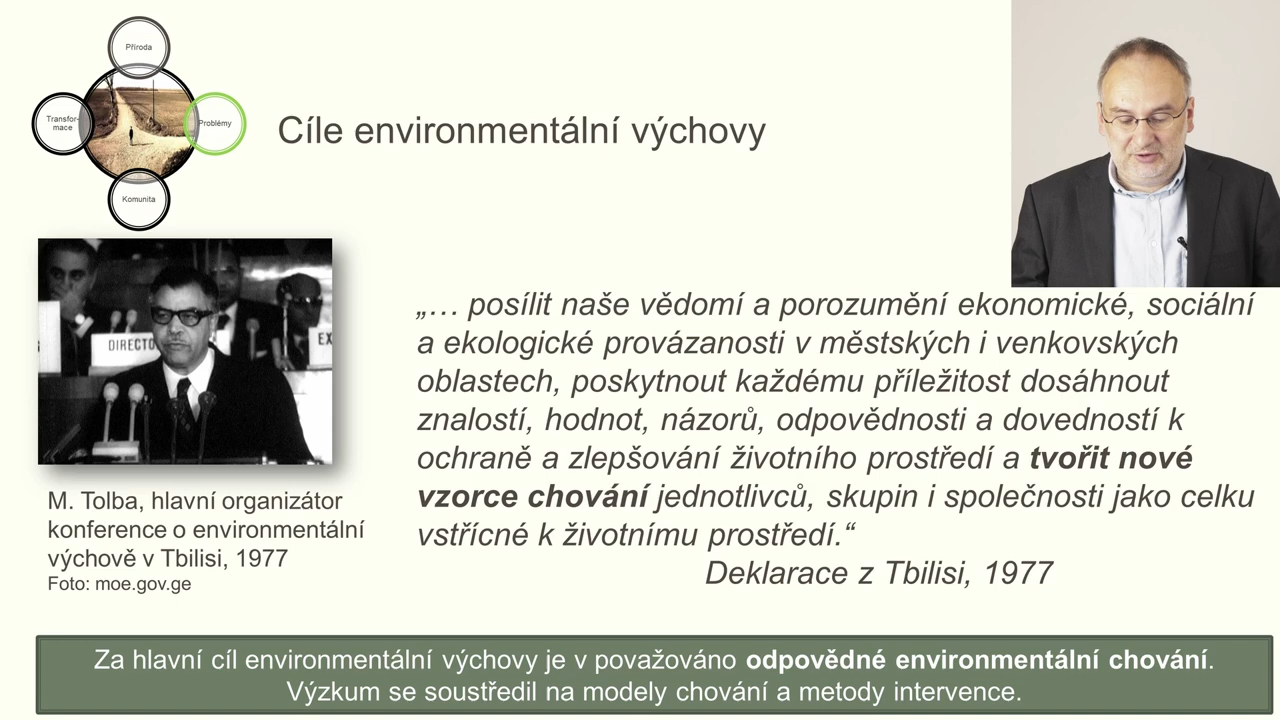 Příroda
Transfor-
mace
Problémy
Komunita
Cíle environmentální výchovy
DIRECTO
EX
M. Tolba, hlavní organizátor
konference o environmentální
výchově v Tbilisi, 1977
Foto: moe.gov.ge
„… posílit naše vědomí a porozumění ekonomické, sociální
a ekologické provázanosti v městských i venkovských
oblastech, poskytnout každému příležitost dosáhnout
znalostí, hodnot, názorů, odpovědnosti a dovedností k
ochraně a zlepšování životního prostředí a tvořit nové
vzorce chování jednotlivců, skupin i společnosti jako celku
vstřícné k životnímu prostředí.“
Deklarace z Tbilisi, 1977
Za hlavní cíl environmentální výchovy je v považováno odpovědné environmentální chování.
Výzkum se soustředil na modely chování a metody intervence.